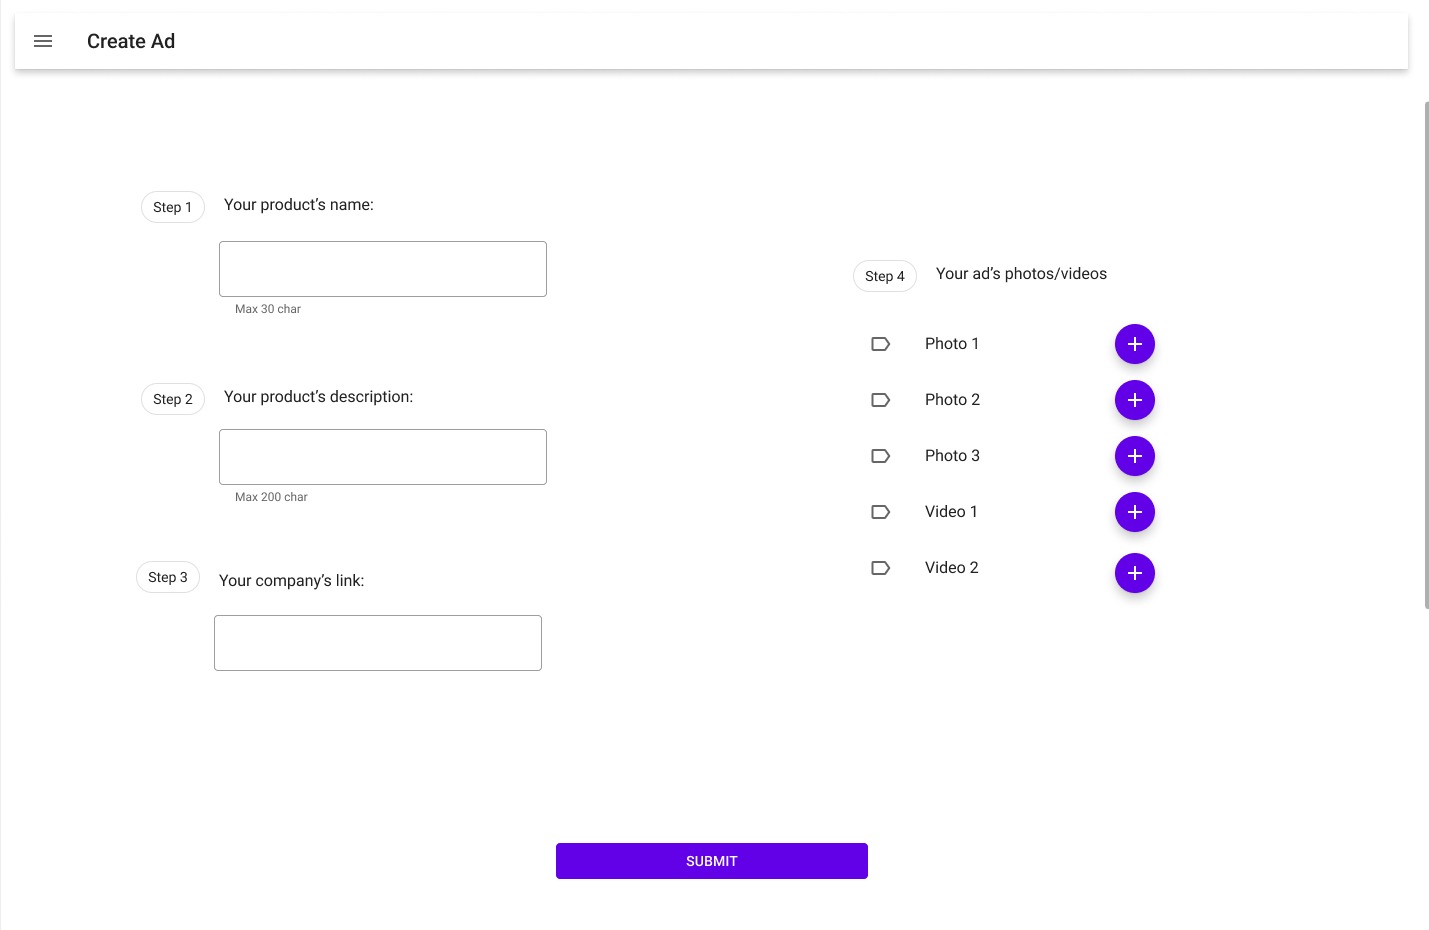 Create Ad
Step 1
Your product's name:
Max 30 char
Step 2
Your product's description:
Max 200 char
Step 3
Your company's link:
Step 4
Your ad's photos/videos
Photo 1
Photo 2
Photo 3
Video 1
Video 2
SUBMIT